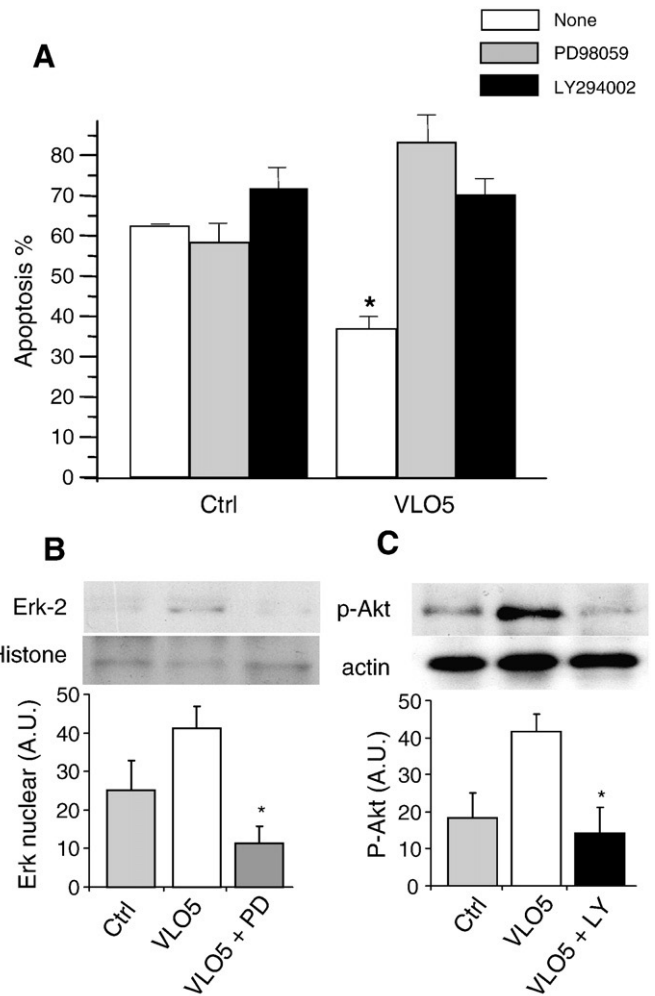 None
PD98059
LY294002
A
Apoptosis %
80
70
60
50
40
30
20
10
0
*
Ctrl
VLO5
B
Erk-2
Histone
Erk nuclear (A.U.)
50
40
30
20
10
0
*
Ctrl
VLO5
VLO5 + PD
C
p-Akt
actin
P-Akt (A.U.)
50
40
30
20
10
0
*
Ctrl
VLO5
VLO5 + LY